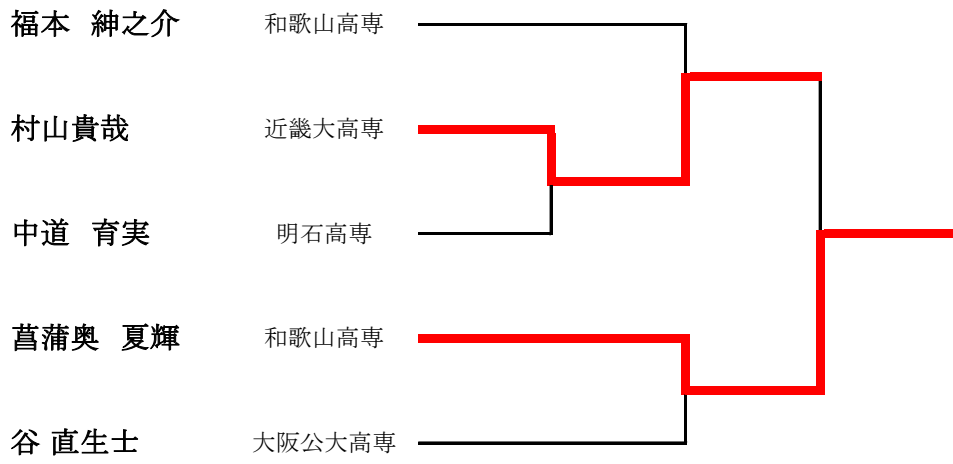 福本 紳之介 和歌山高専
村山貴哉 近畿大高専
中道 育実 明石高専
菖蒲奥 夏輝 和歌山高専
谷 直生士 大阪公大高専